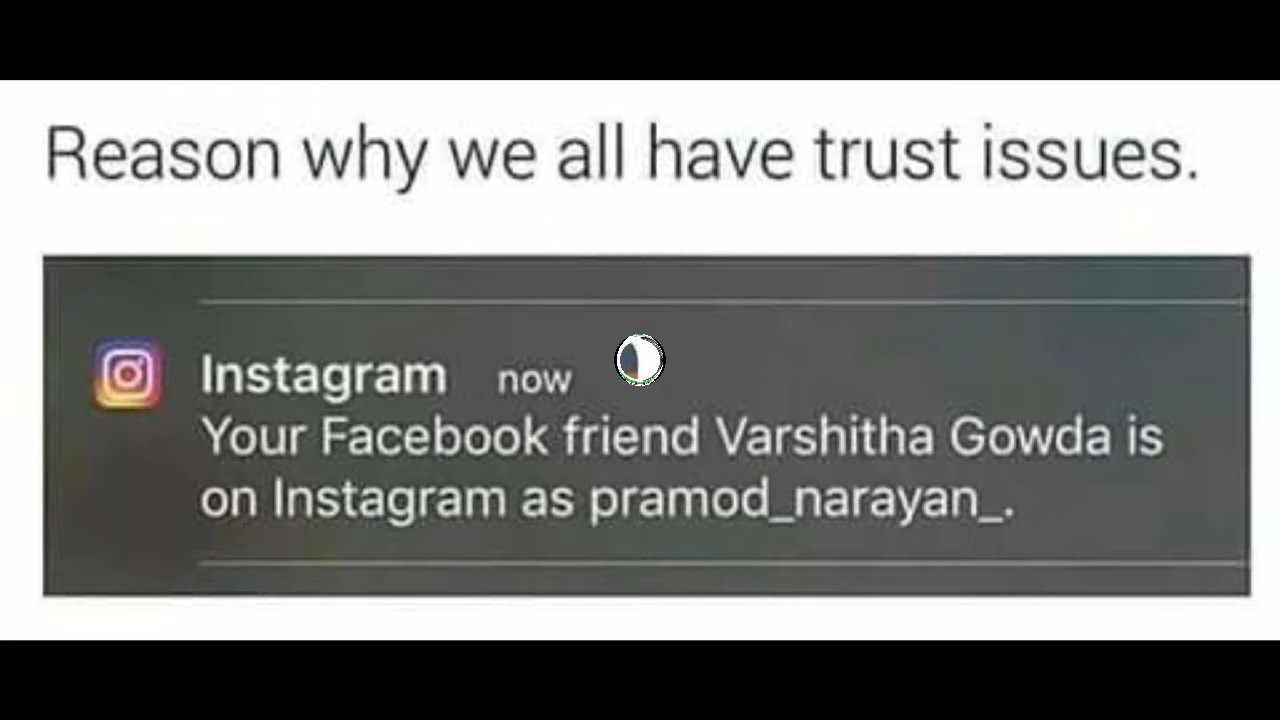 Reason why we all have trust issues.
Instagram now
Your Facebook friend Varshitha Gowda is
on Instagram as pramod_narayan_.